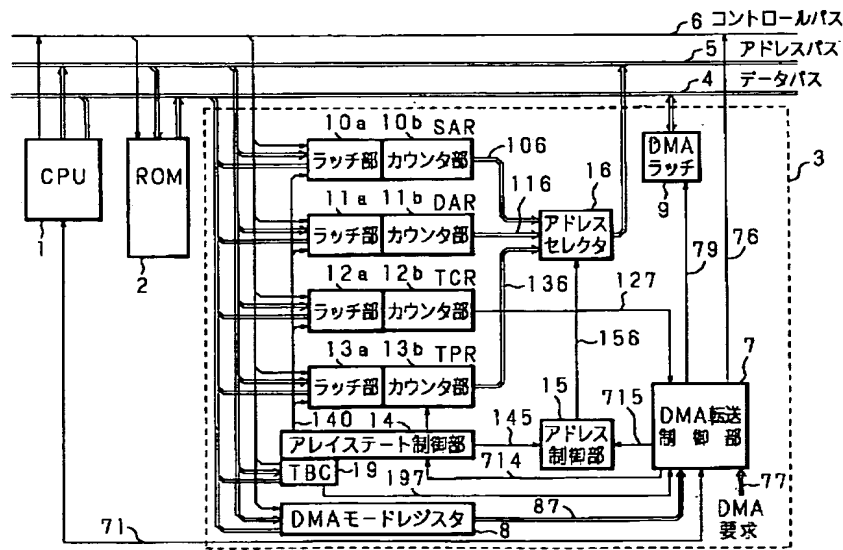 6 コントロールバス
5 アドレスバス
4 データバス
10a 10b SAR
ラッチ部 カウンタ部
106
CPU
1
ROM
2
DMA
ラッチ
9
3
11a 11b DAR
ラッチ部 カウンタ部
116
16
アドレス
セレクタ
12a 12b TCR
ラッチ部 カウンタ部
136
127
79
76
13a 13b TPR
ラッチ部 カウンタ部
156
140 14
アレイステート制御部
145
15
アドレス
制御部
715
7
DMA転送
制御部
TBC 19
197
714
77
DMA
要求
DMAモードレジスタ
8
87
71